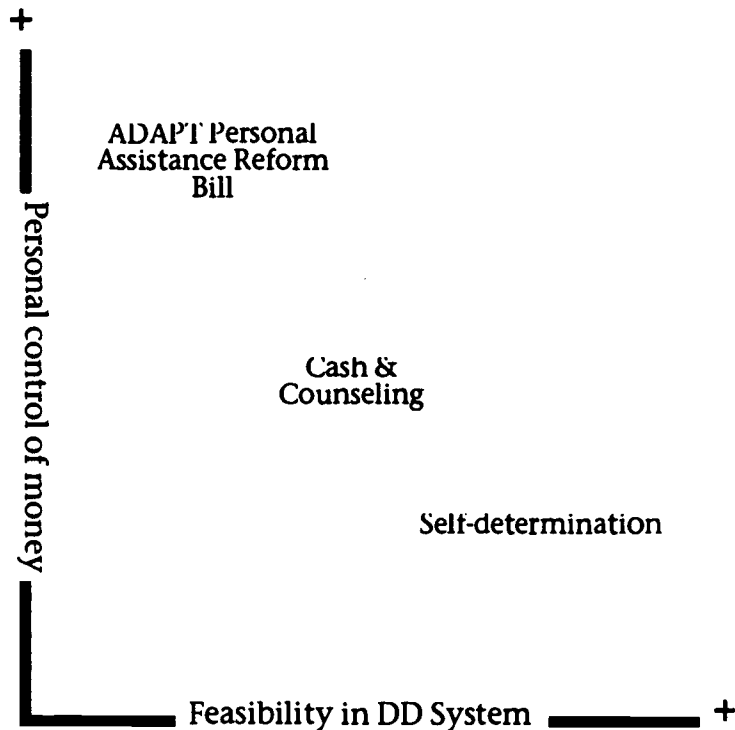 +
ADAPT Personal
Assistance Reform
Bill
Personal control of money
Cash &
Counseling
Self-determination
Feasibility in DD System
+